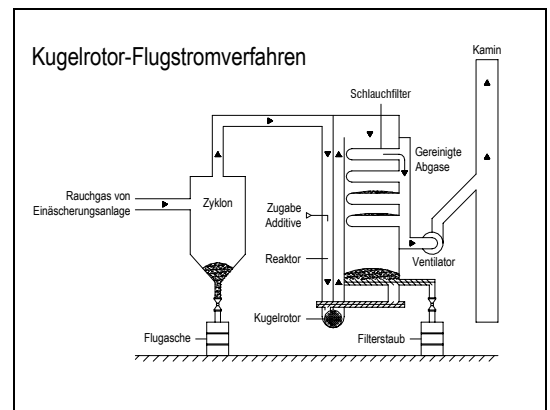 Kugelrotor-Flugstromverfahren
Kamin
Schlauchfilter
Gereinigte
Abgase
Rauchgas von
Einäscherungsanlage
Zyklon
Zugabe
Additive
Reaktor
Ventilator
Kugelrotor
Flugasche
Filterstaub